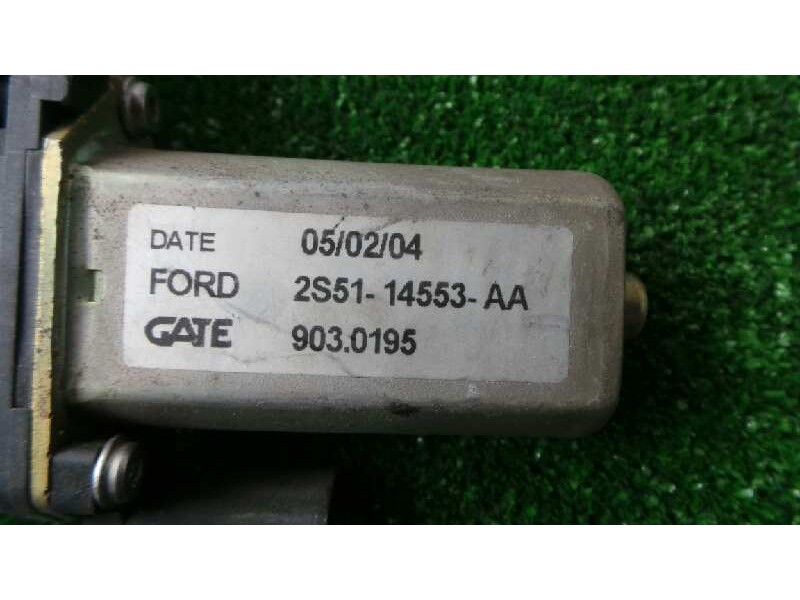 DATE 05/02/04
FORD 2S51-14553-AA
GATE 903.0195